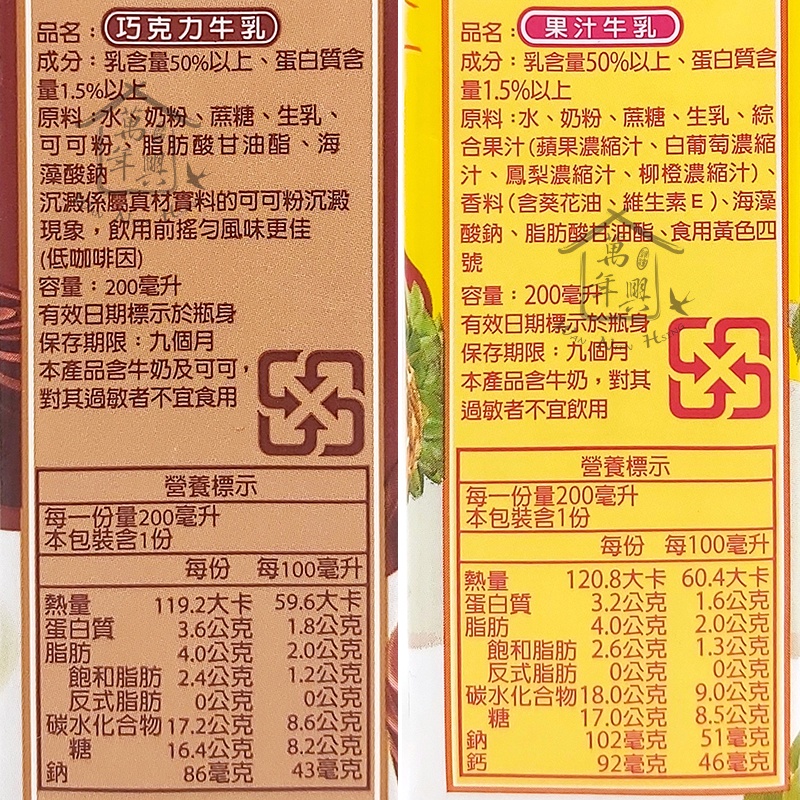 品名：巧克力牛乳
成分：乳含量50%以上、蛋白質含
量1.5%以上
原料：水、奶粉、蔗糖、生乳、
可可粉、脂肪酸甘油酯、海
藻酸鈉
沉澱係屬真材實料的可可粉沉澱
現象，飲用前搖勻風味更佳
(低咖啡因)
容量：200毫升
有效日期標示於瓶身
保存期限：九個月
本產品含牛奶及可可，
對其過敏者不宜食用
營養標示
每一份量200毫升
本包裝含1份
每份 每100毫升
熱量 119.2大卡 59.6大卡
蛋白質 3.6公克 1.8公克
脂肪 4.0公克 2.0公克
飽和脂肪 2.4公克 1.2公克
反式脂肪 0公克 0公克
碳水化合物 17.2公克 8.6公克
糖 16.4公克 8.2公克
鈉 86毫克 43毫克
品名：果汁牛乳
成分：乳含量50%以上、蛋白質含
量1.5%以上
原料：水、奶粉、蔗糖、生乳、綜
合果汁(蘋果濃縮汁、白葡萄濃縮
汁、鳳梨濃縮汁、柳橙濃縮汁)、
香料(含葵花油、維生素E)、海藻
酸鈉、脂肪酸甘油酯、食用黃色四
號
容量：200毫升
有效日期標示於瓶身
保存期限：九個月
本產品含牛奶，對其
過敏者不宜飲用
營養標示
每一份量200毫升
本包裝含1份
每份 每100毫升
熱量 120.8大卡 60.4大卡
蛋白質 3.2公克 1.6公克
脂肪 4.0公克 2.0公克
飽和脂肪 2.6公克 1.3公克
反式脂肪 0公克 0公克
碳水化合物 18.0公克 9.0公克
糖 17.0公克 8.5公克
鈉 102毫克 51毫克
鈣 92毫克 46毫克
萬年興
萬年興